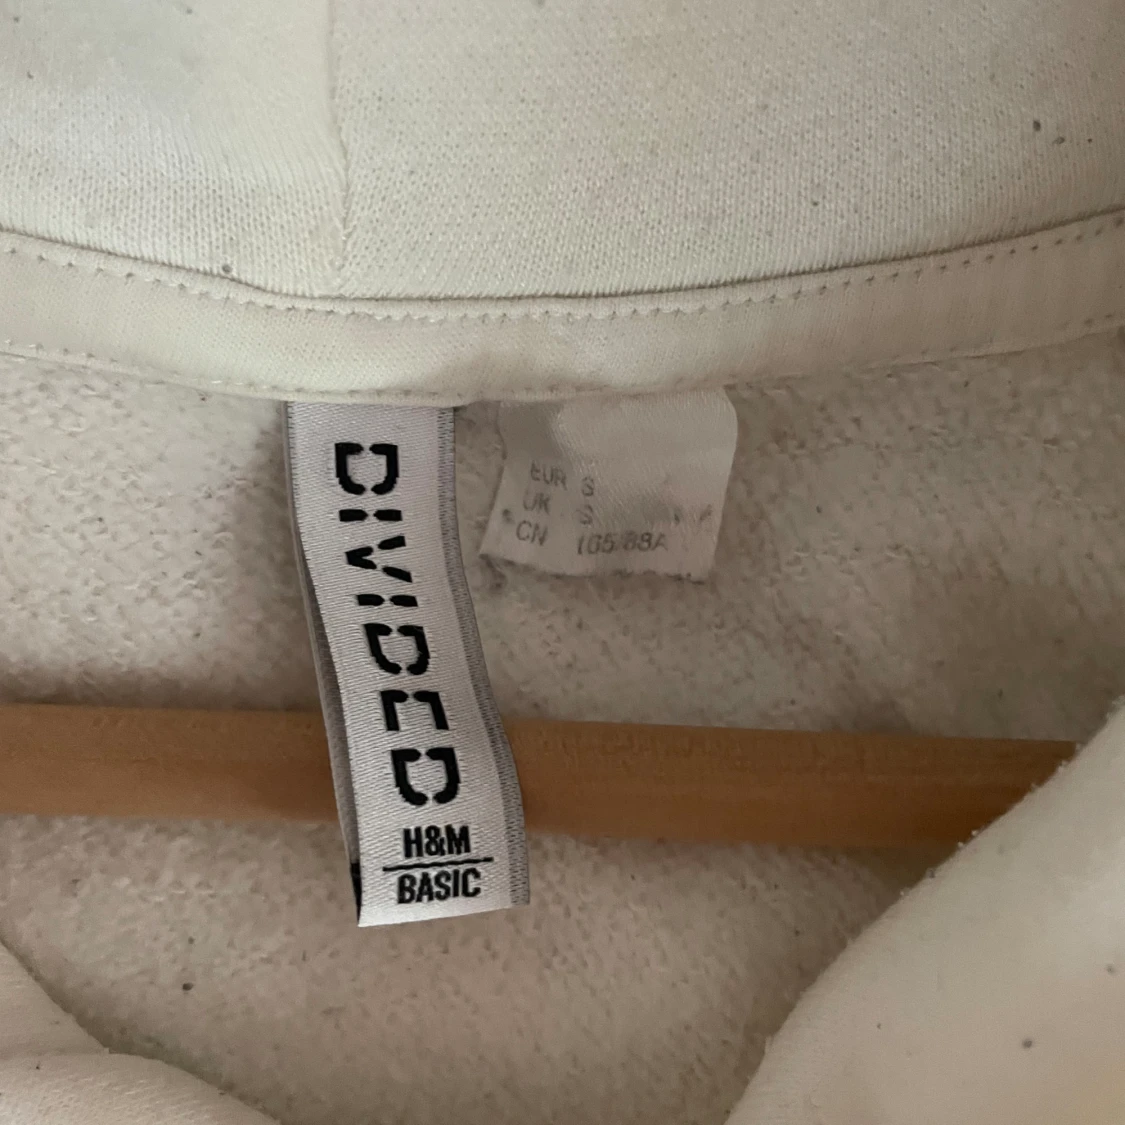 DIVIDED
H&M
BASIC
EUR S
UK S
CN 165/88A